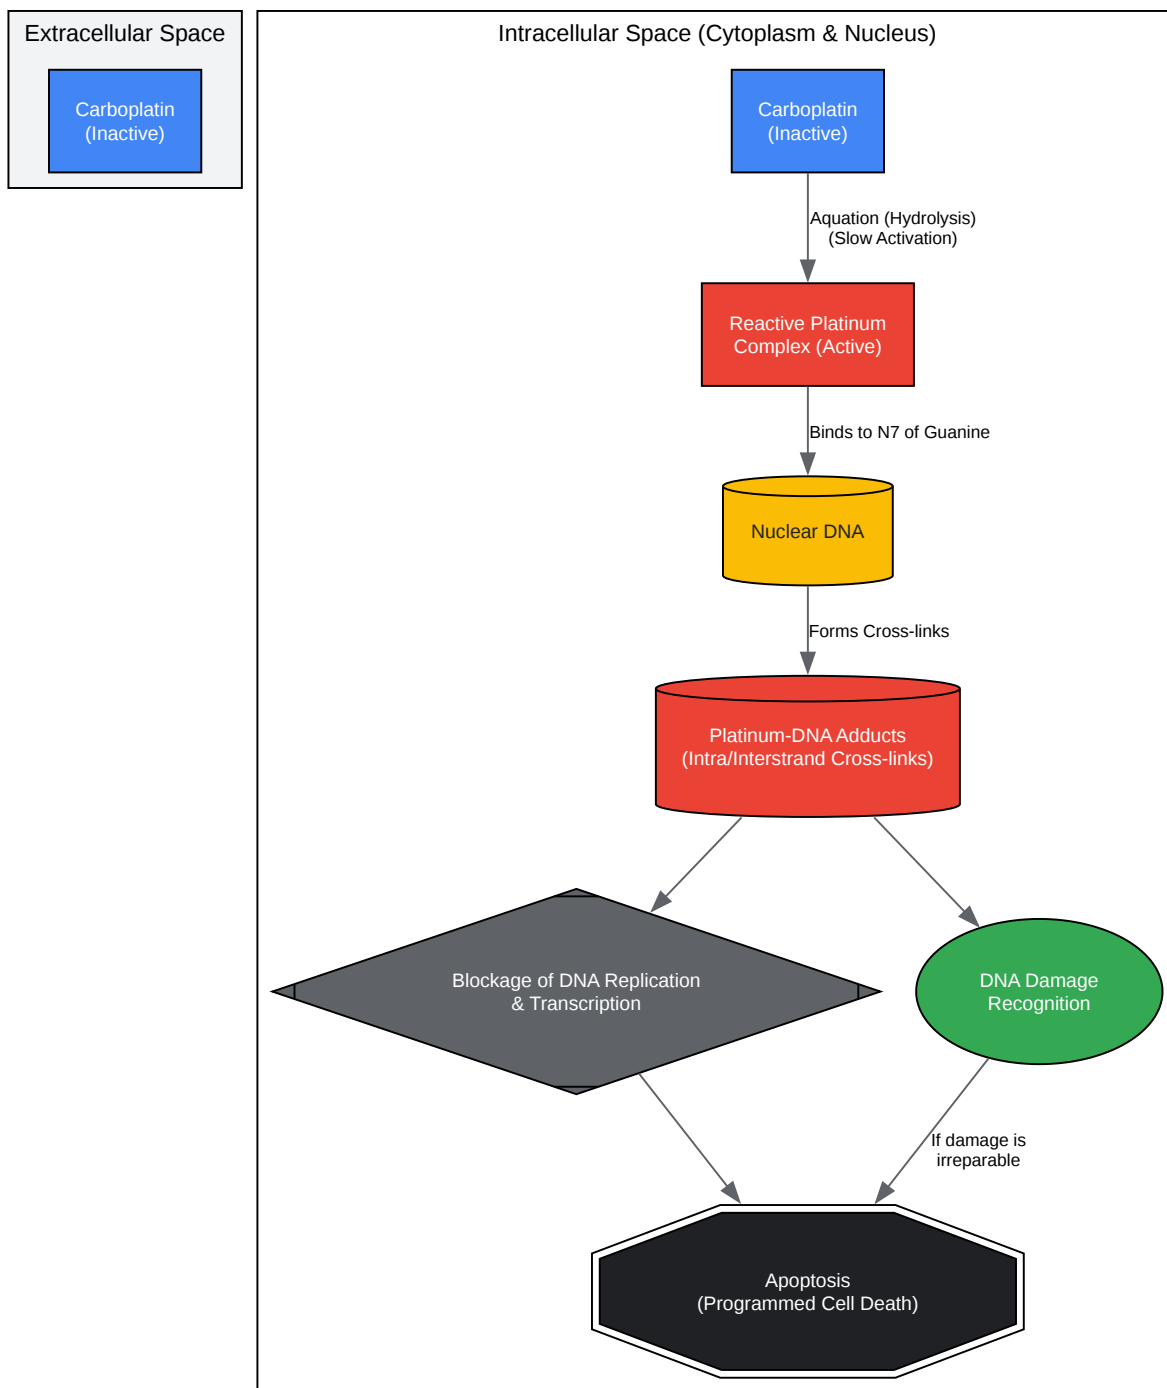 Extracellular Space
Carboplatin
(Inactive)
Intracellular Space (Cytoplasm & Nucleus)
Carboplatin
(Inactive)
Aquation (Hydrolysis)
(Slow Activation)
Reactive Platinum
Complex (Active)
Binds to N7 of Guanine
Nuclear DNA
Forms Cross-links
Platinum-DNA Adducts
(Intra/Interstrand Cross-links)
Blockage of DNA Replication
& Transcription
DNA Damage
Recognition
If damage is
irreparable
Apoptosis
(Programmed Cell Death)